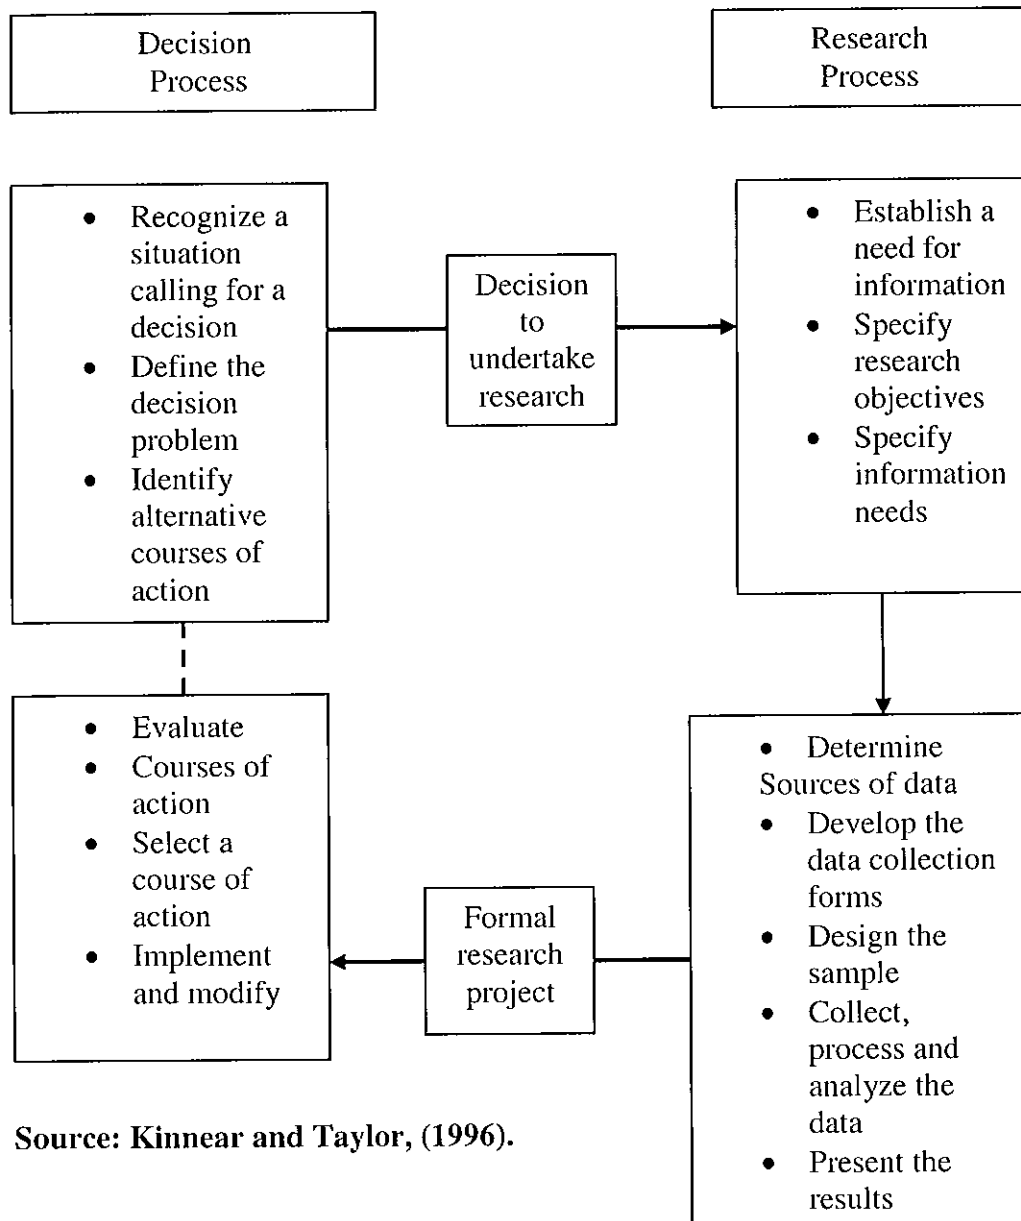 Decision
Process
Research
Process
• Recognize a
situation
calling for a
decision
• Define the
decision
problem
• Identify
alternative
courses of
action
Decision
to
undertake
research
• Establish a
need for
information
• Specify
research
objectives
• Specify
information
needs
• Evaluate
• Courses of
action
• Select a
course of
action
• Implement
and modify
Formal
research
project
• Determine
Sources of data
• Develop the
data collection
forms
• Design the
sample
• Collect,
process and
analyze the
data
• Present the
results
Source: Kinnear and Taylor, (1996).